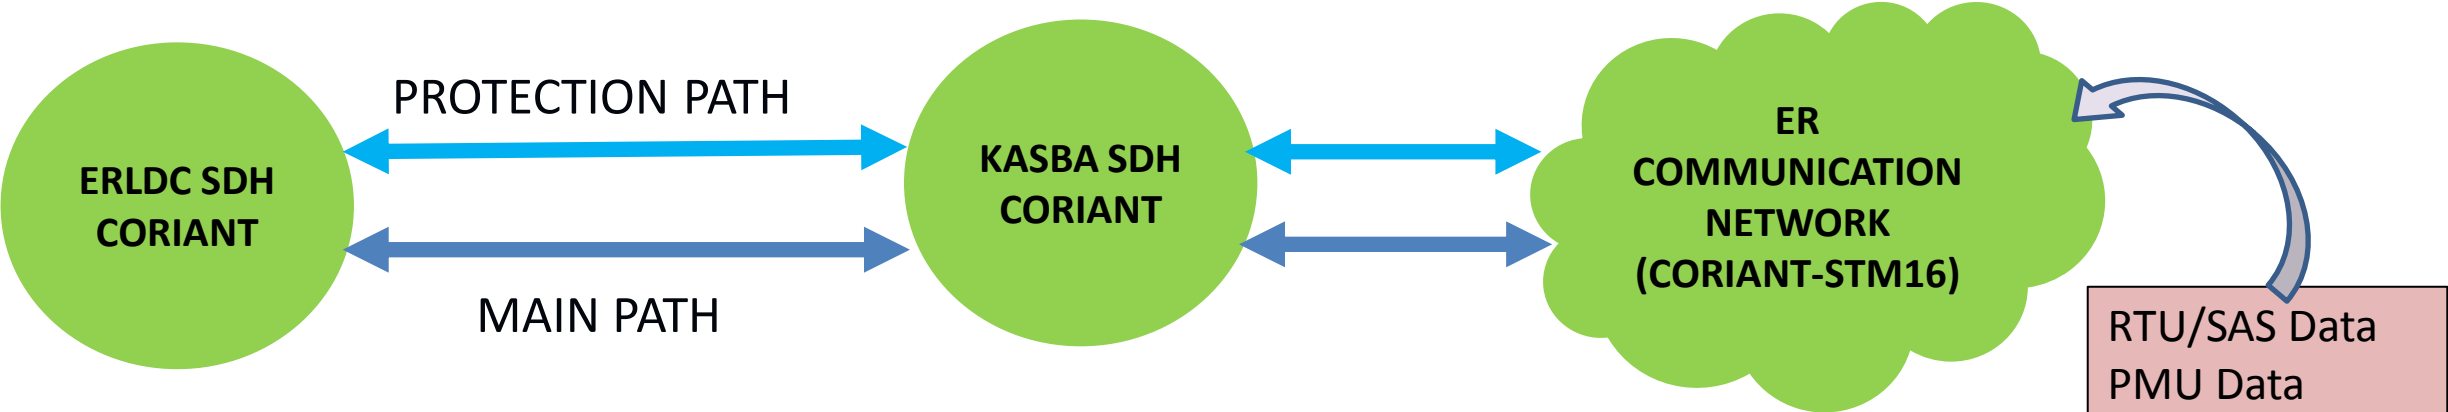 PROTECTION PATH
ERLDC SDH
CORIANT
MAIN PATH
KASBA SDH
CORIANT
ER
COMMUNICATION
NETWORK
(CORIANT-STM16)
RTU/SAS Data
PMU Data